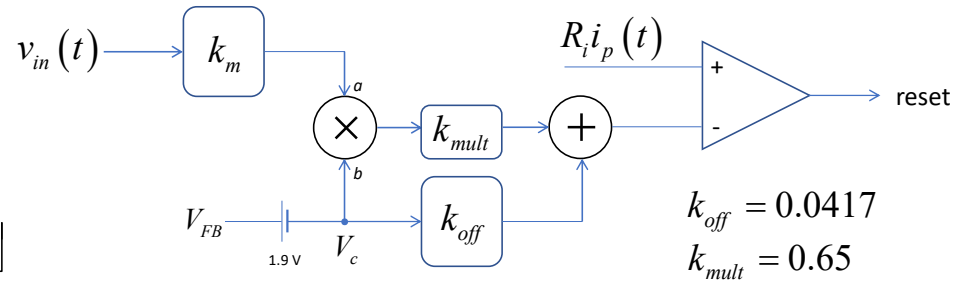 v_in(t)
k_m
R_i i_p(t)
+
-
reset
a
×
b
k_mult
+
V_FB
1.9 V
V_c
k_off
k_off = 0.0417
k_mult = 0.65
]